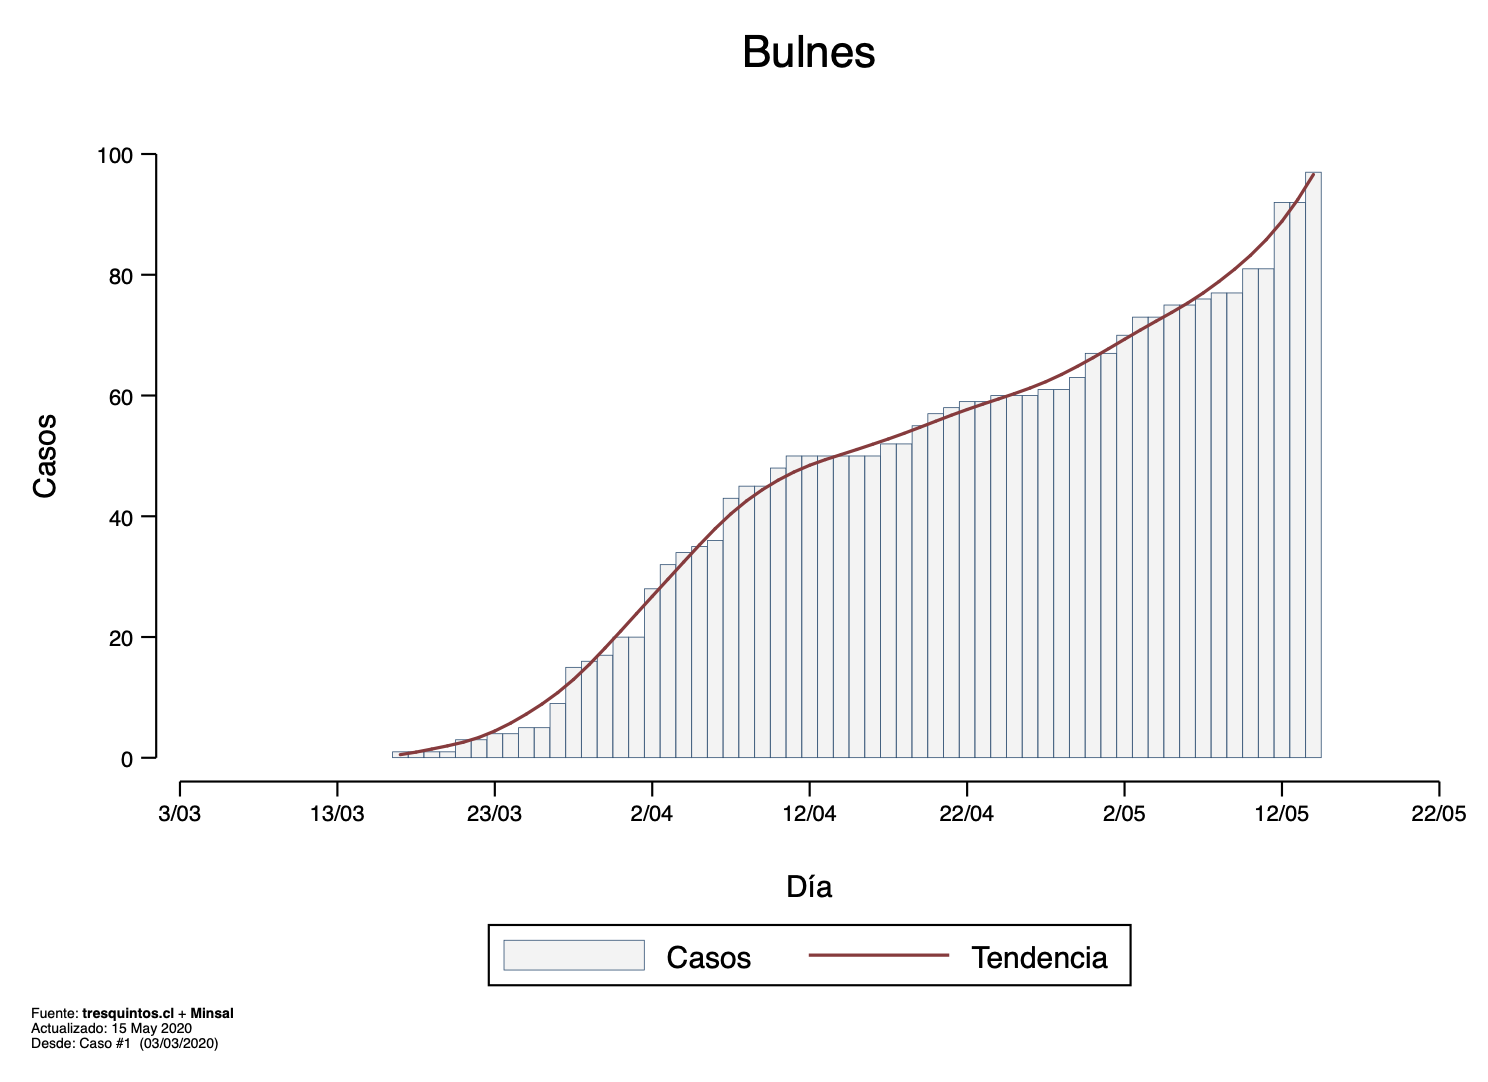 Bulnes
100
80
60
40
20
0
Casos
3/03 13/03 23/03 2/04 12/04 22/04 2/05 12/05 22/05
Día
Casos Tendencia
Fuente: tresquintos.cl + Minsal
Actualizado: 15 May 2020
Desde: Caso #1 (03/03/2020)